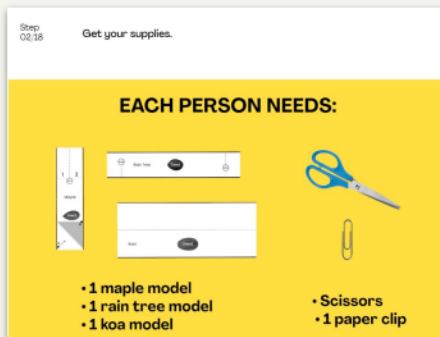 Step
02/18
Get your supplies.
EACH PERSON NEEDS:
Rain Tree
Seed
Maple
Seed
Koa
Seed
• 1 maple model
• 1 rain tree model
• 1 koa model
• Scissors
• 1 paper clip